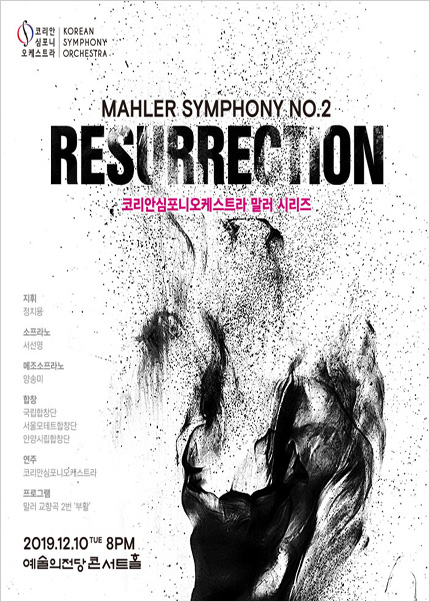 코리안
심포니
오케스트라
KOREAN
SYMPHONY
ORCHESTRA
MAHLER SYMPHONY NO.2
RESURRECTION
코리안심포니오케스트라 말러 시리즈
지휘
정치용
소프라노
서선영
메조소프라노
양송미
합창
국립합창단
서울모테트합창단
안양시립합창단
연주
코리안심포니오케스트라
프로그램
말러 교향곡 2번 '부활'
2019.12.10 TUE 8PM
예술의전당 콘서트홀